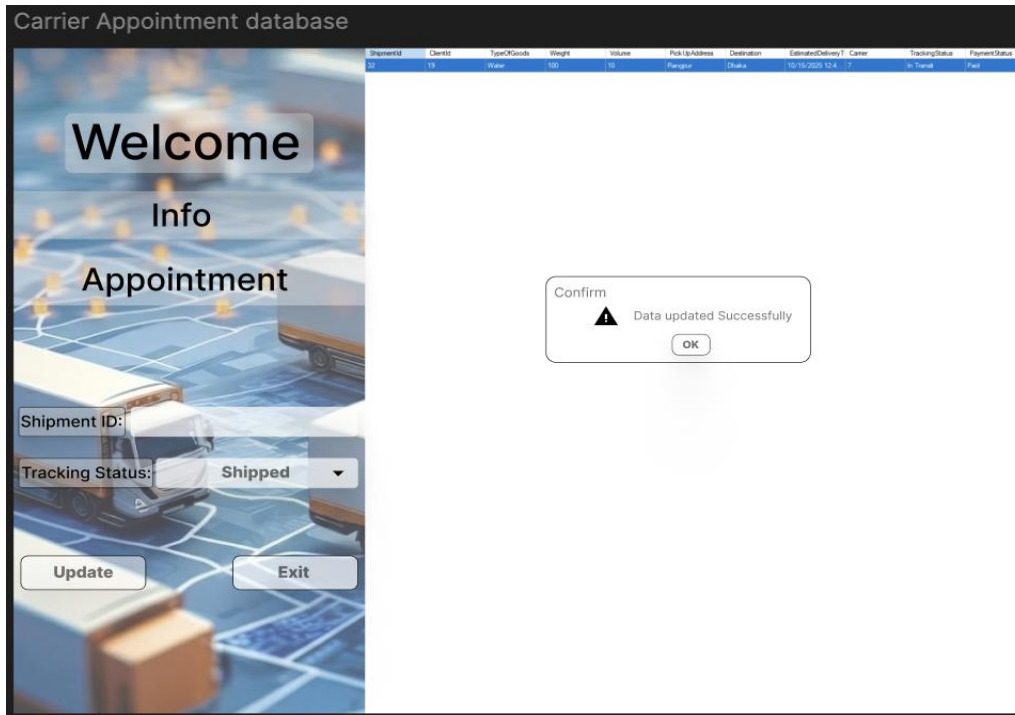 Carrier Appointment database
ShipmentId ClientId TypeOfGoods Weight Volume Pick UpAddress Destination EstimatedDeliveryT Carrier TrackingStatus PaymentStatus
32 19 Water 100 10 Rangpur Dhaka 10/15/2025 12:4... 7 In Transit Paid
Welcome
Info
Appointment
Confirm
Data updated Successfully
OK
Shipment ID:
Tracking Status: Shipped
Update Exit